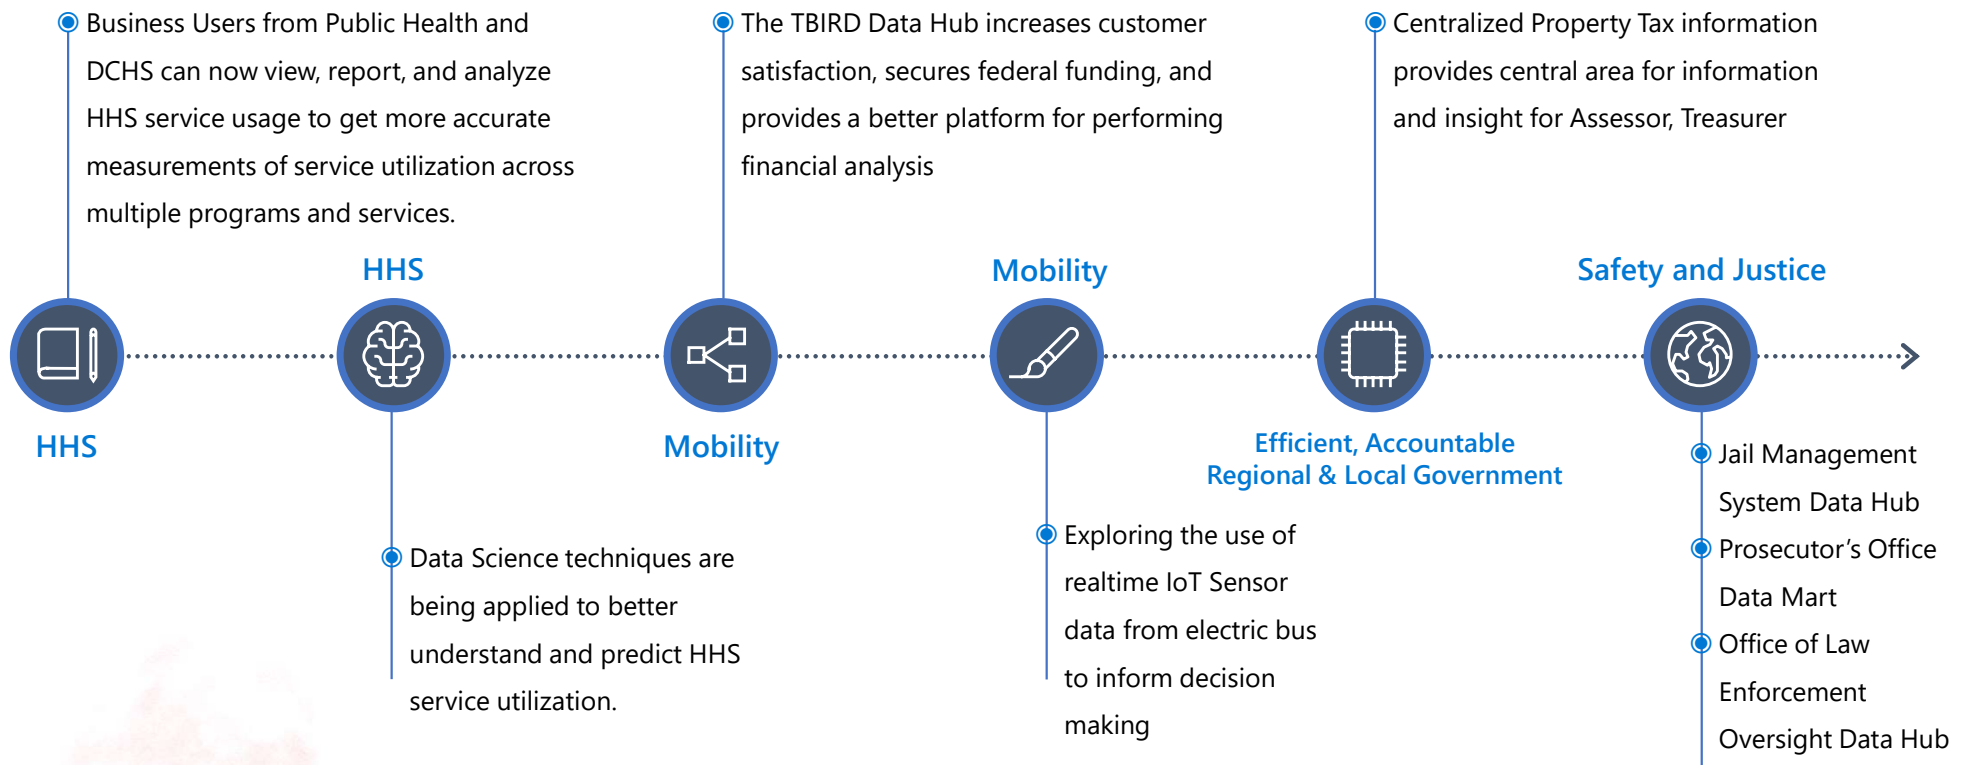 Business Users from Public Health and
DCHS can now view, report, and analyze
HHS service usage to get more accurate
measurements of service utilization across
multiple programs and services.
HHS
HHS
Data Science techniques are
being applied to better
understand and predict HHS
service utilization.
The TBIRD Data Hub increases customer
satisfaction, secures federal funding, and
provides a better platform for performing
financial analysis
Mobility
Mobility
Exploring the use of
realtime IoT Sensor
data from electric bus
to inform decision
making
Centralized Property Tax information
provides central area for information
and insight for Assessor, Treasurer
Efficient, Accountable
Regional & Local Government
Safety and Justice
Jail Management
System Data Hub
Prosecutor’s Office
Data Mart
Office of Law
Enforcement
Oversight Data Hub